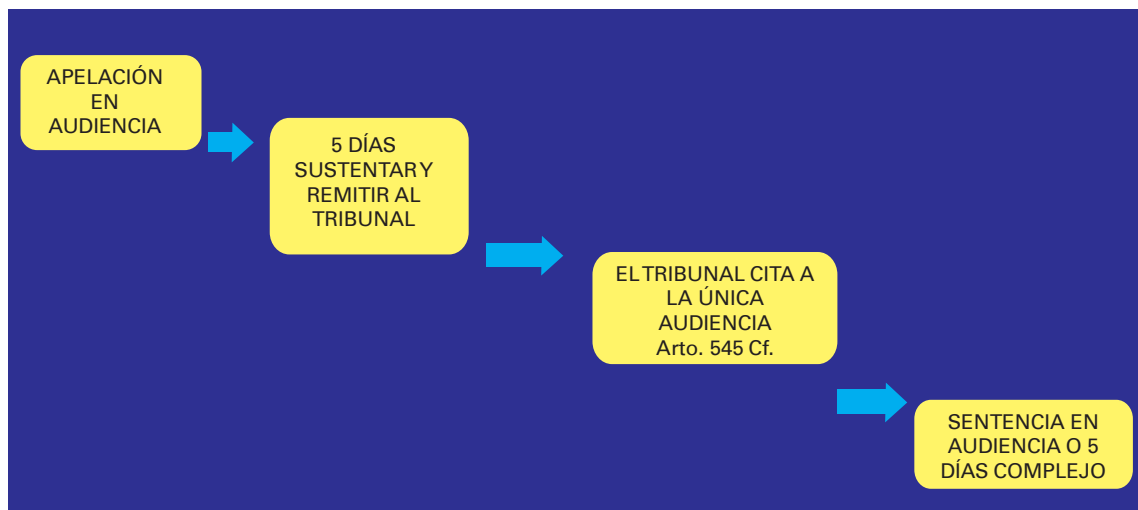 APELACIÓN
EN
AUDIENCIA
5 DÍAS
SUSTENTAR Y
REMITIR AL
TRIBUNAL
EL TRIBUNAL CITA A
LA ÚNICA
AUDIENCIA
Arto. 545 Cf.
SENTENCIA EN
AUDIENCIA O 5
DÍAS COMPLEJO